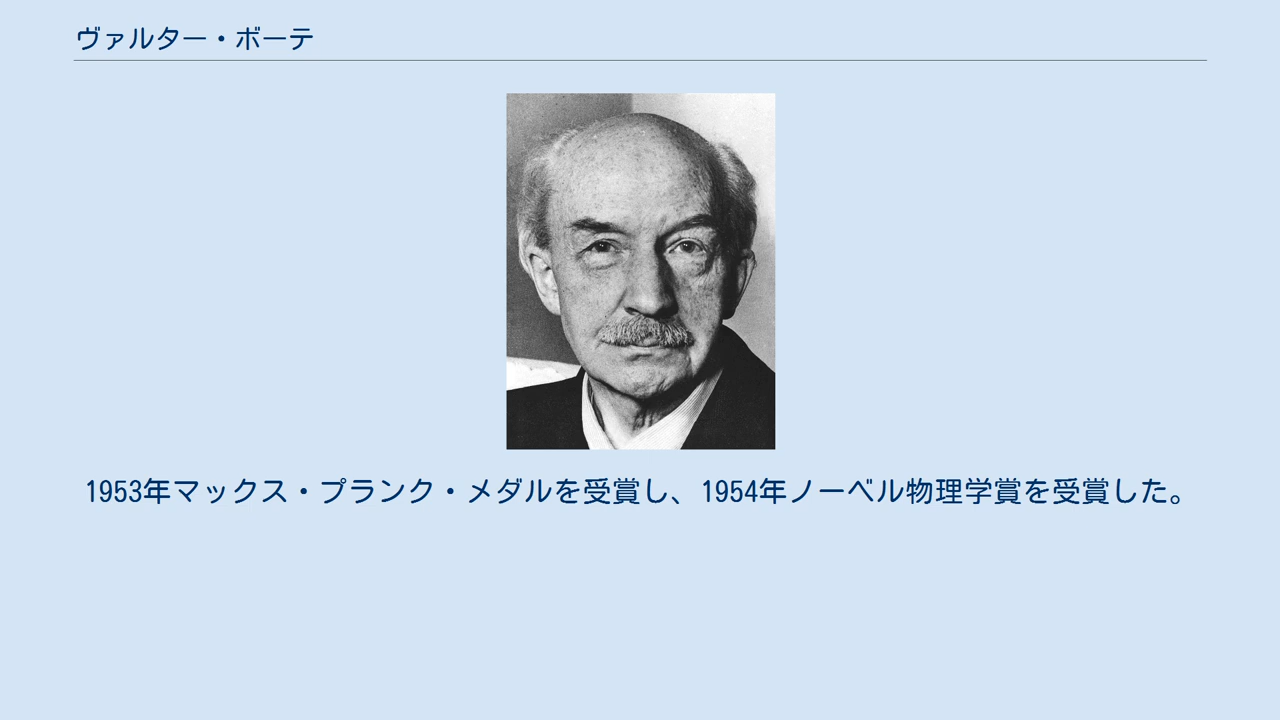 ヴァルター・ボーテ
1953年マックス・プランク・メダルを受賞し、1954年ノーベル物理学賞を受賞した。